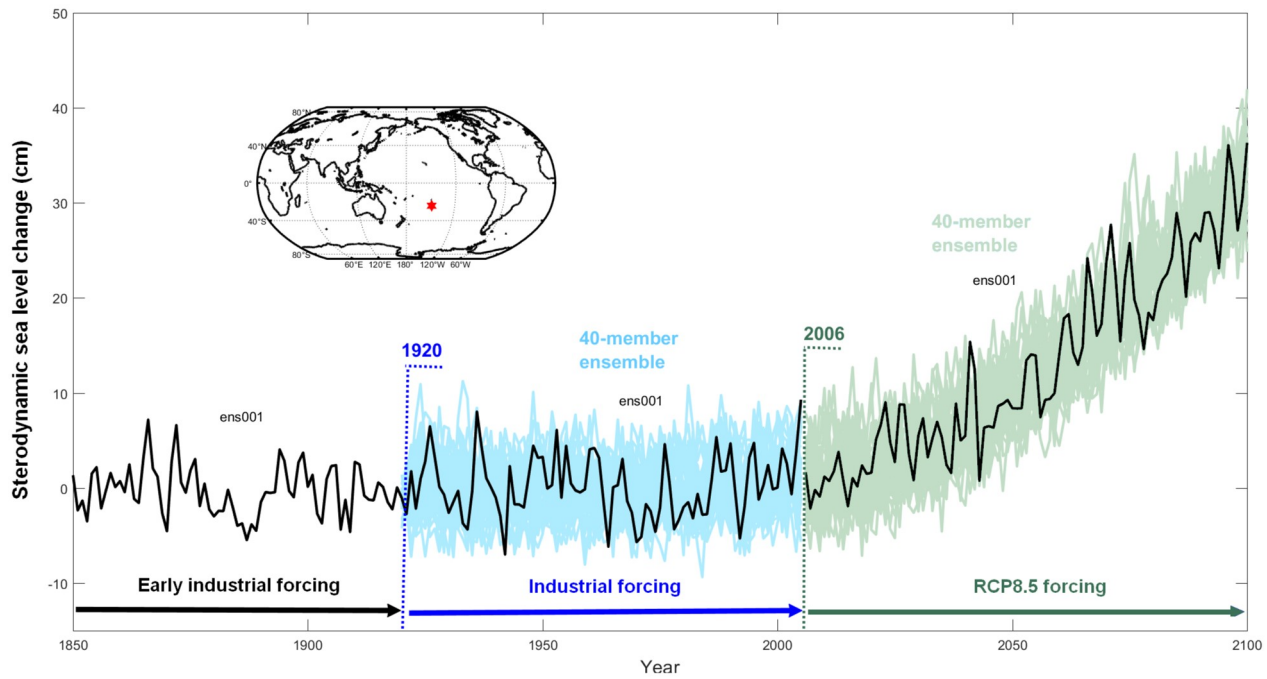 50
40
30
20
10
0
-10
Sterodynamic sea level change (cm)
80°N
40°N
0°
40°S
80°S
60°E 120°E 180° 120°W 60°W
40-member
ensemble
ens001
2006
1920
40-member
ensemble
ens001
ens001
Early industrial forcing
Industrial forcing
RCP8.5 forcing
1850 1900 1950 2000 2050 2100
Year